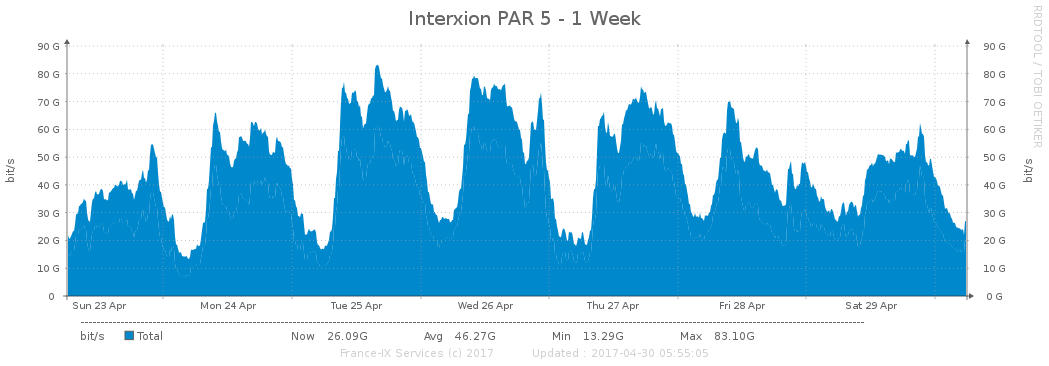 Interxion PAR 5 - 1 Week
RRDTOOL / TOBI OETIKER
bit/s
90 G 90 G
80 G 80 G
70 G 70 G
60 G 60 G
50 G 50 G
40 G 40 G
30 G 30 G
20 G 20 G
10 G 10 G
0 0 G
bit/s
Sun 23 Apr Mon 24 Apr Tue 25 Apr Wed 26 Apr Thu 27 Apr Fri 28 Apr Sat 29 Apr
bit/s Total Now 26.09G Avg 46.27G Min 13.29G Max 83.10G
France-IX Services (c) 2017 Updated : 2017-04-30 05:55:05